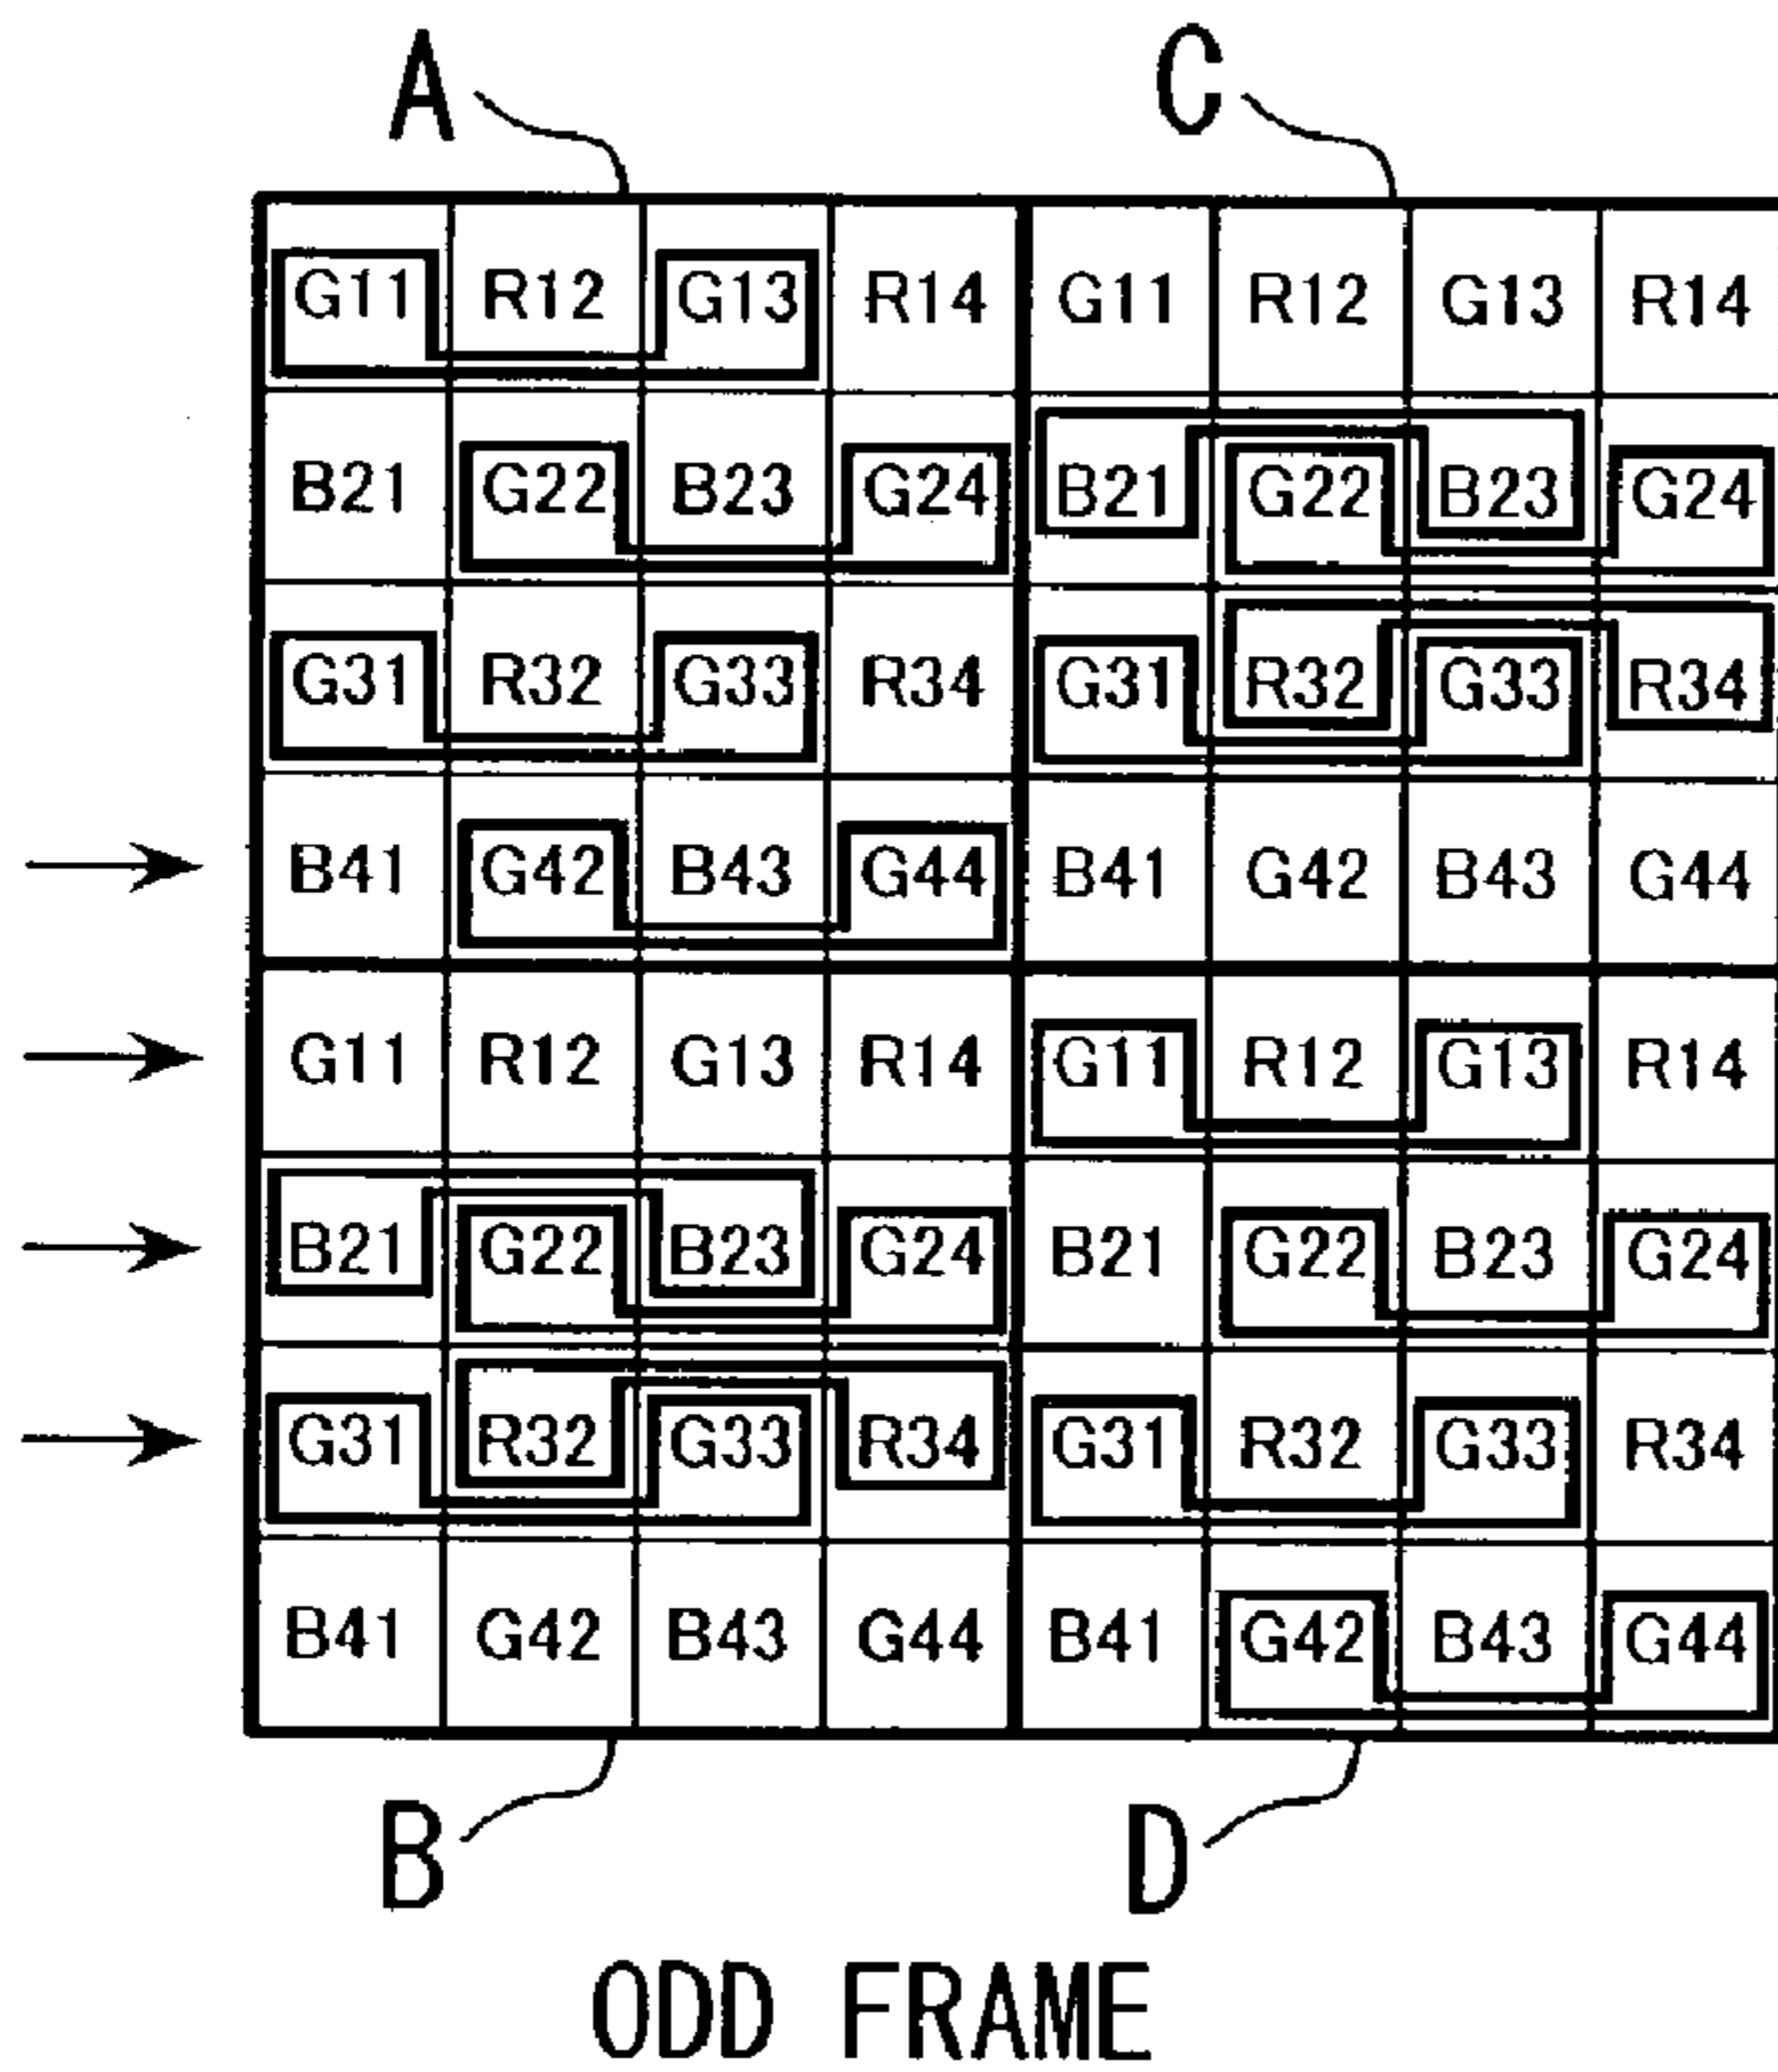 A C
G11 R12 G13 R14 G11 R12 G13 R14
B21 G22 B23 G24 B21 G22 B23 G24
G31 R32 G33 R34 G31 R32 G33 R34
B41 G42 B43 G44 B41 G42 B43 G44
G11 R12 G13 R14 G11 R12 G13 R14
B21 G22 B23 G24 B21 G22 B23 G24
G31 R32 G33 R34 G31 R32 G33 R34
B41 G42 B43 G44 B41 G42 B43 G44
B D
ODD FRAME